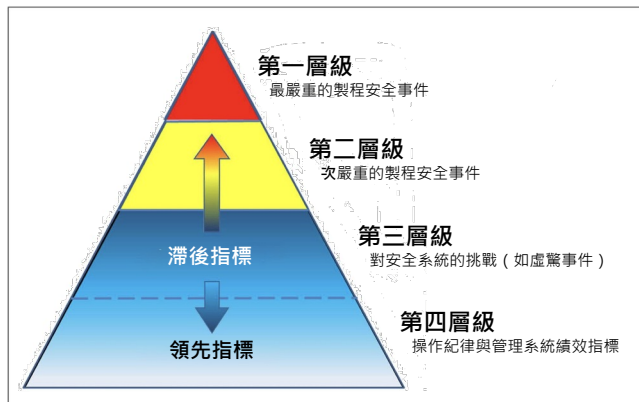 第一層級
最嚴重的製程安全事件
第二層級
次嚴重的製程安全事件
第三層級
對安全系統的挑戰（如虛驚事件）
滯後指標
第四層級
操作紀律與管理系統績效指標
領先指標